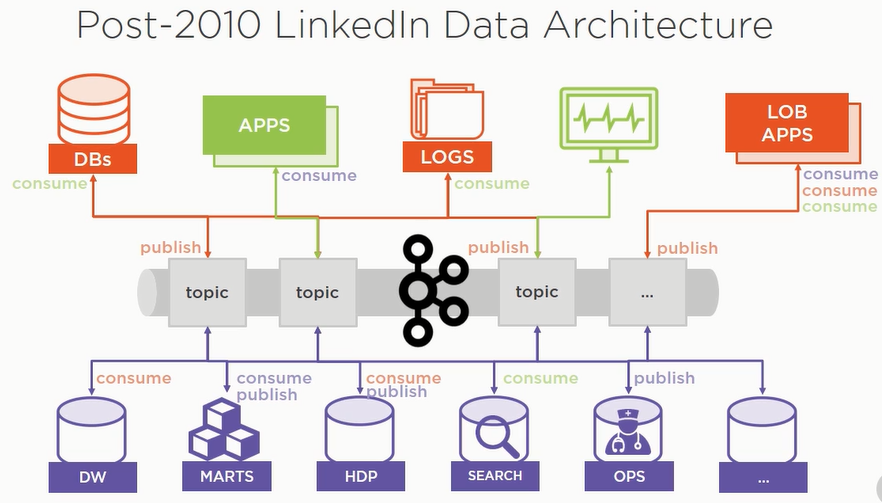 Post-2010 LinkedIn Data Architecture
DBs
APPS
LOGS
LOB
APPS
consume
consume
consume
consume
consume
consume
publish
publish
publish
topic
topic
topic
...
consume
consume
publish
consume
publish
consume
publish
DW
MARTS
HDP
SEARCH
OPS
...